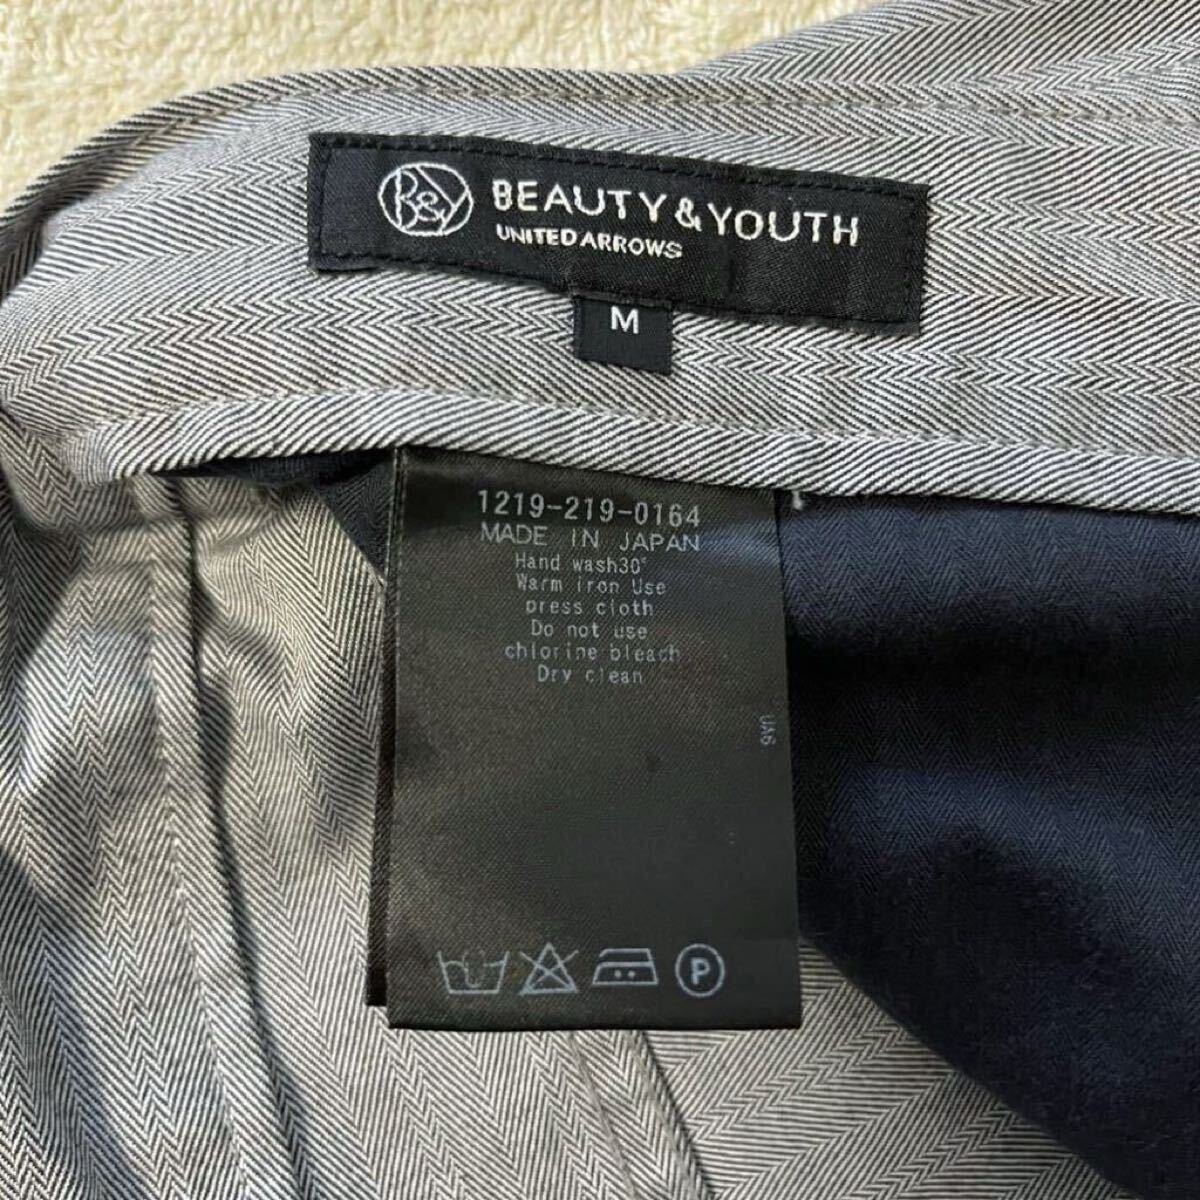 B&Y
BEAUTY & YOUTH
UNITED ARROWS
M
1219-219-0164
MADE IN JAPAN
Hand wash30°
Warm iron Use
press cloth
Do not use
chlorine bleach
Dry clean
UA6
P